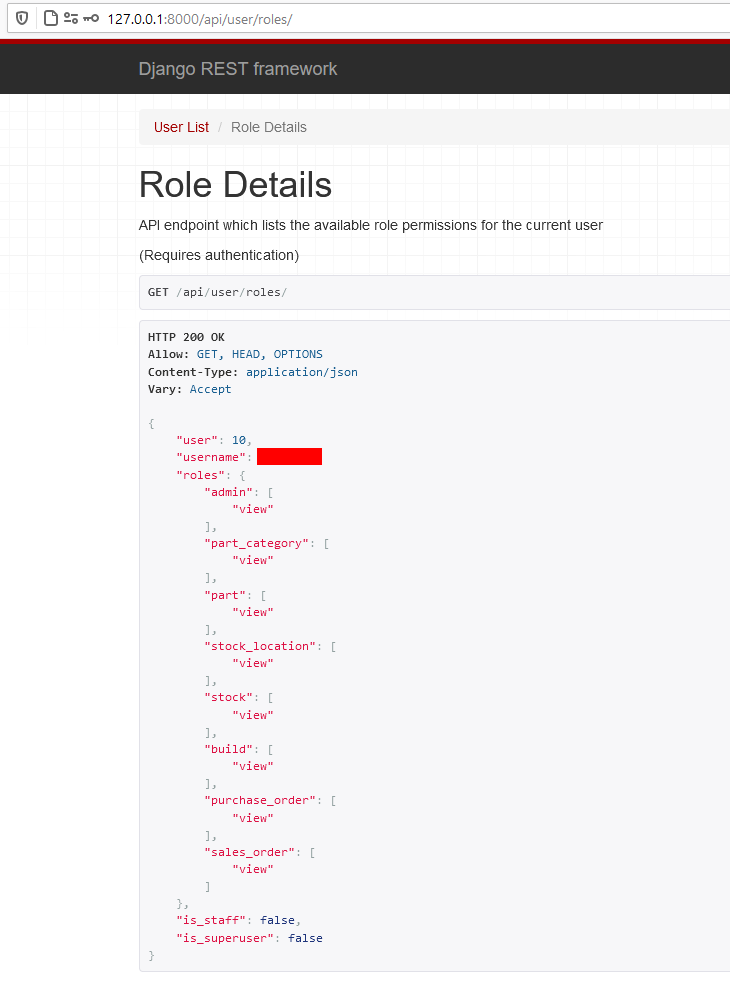 127.0.0.1:8000/api/user/roles/
Django REST framework
User List / Role Details
Role Details
API endpoint which lists the available role permissions for the current user
(Requires authentication)
GET /api/user/roles/
HTTP 200 OK
Allow: GET, HEAD, OPTIONS
Content-Type: application/json
Vary: Accept
{
    "user": 10,
    "username":
    "roles": {
        "admin": [
            "view"
        ],
        "part_category": [
            "view"
        ],
        "part": [
            "view"
        ],
        "stock_location": [
            "view"
        ],
        "stock": [
            "view"
        ],
        "build": [
            "view"
        ],
        "purchase_order": [
            "view"
        ],
        "sales_order": [
            "view"
        ]
    },
    "is_staff": false,
    "is_superuser": false
}